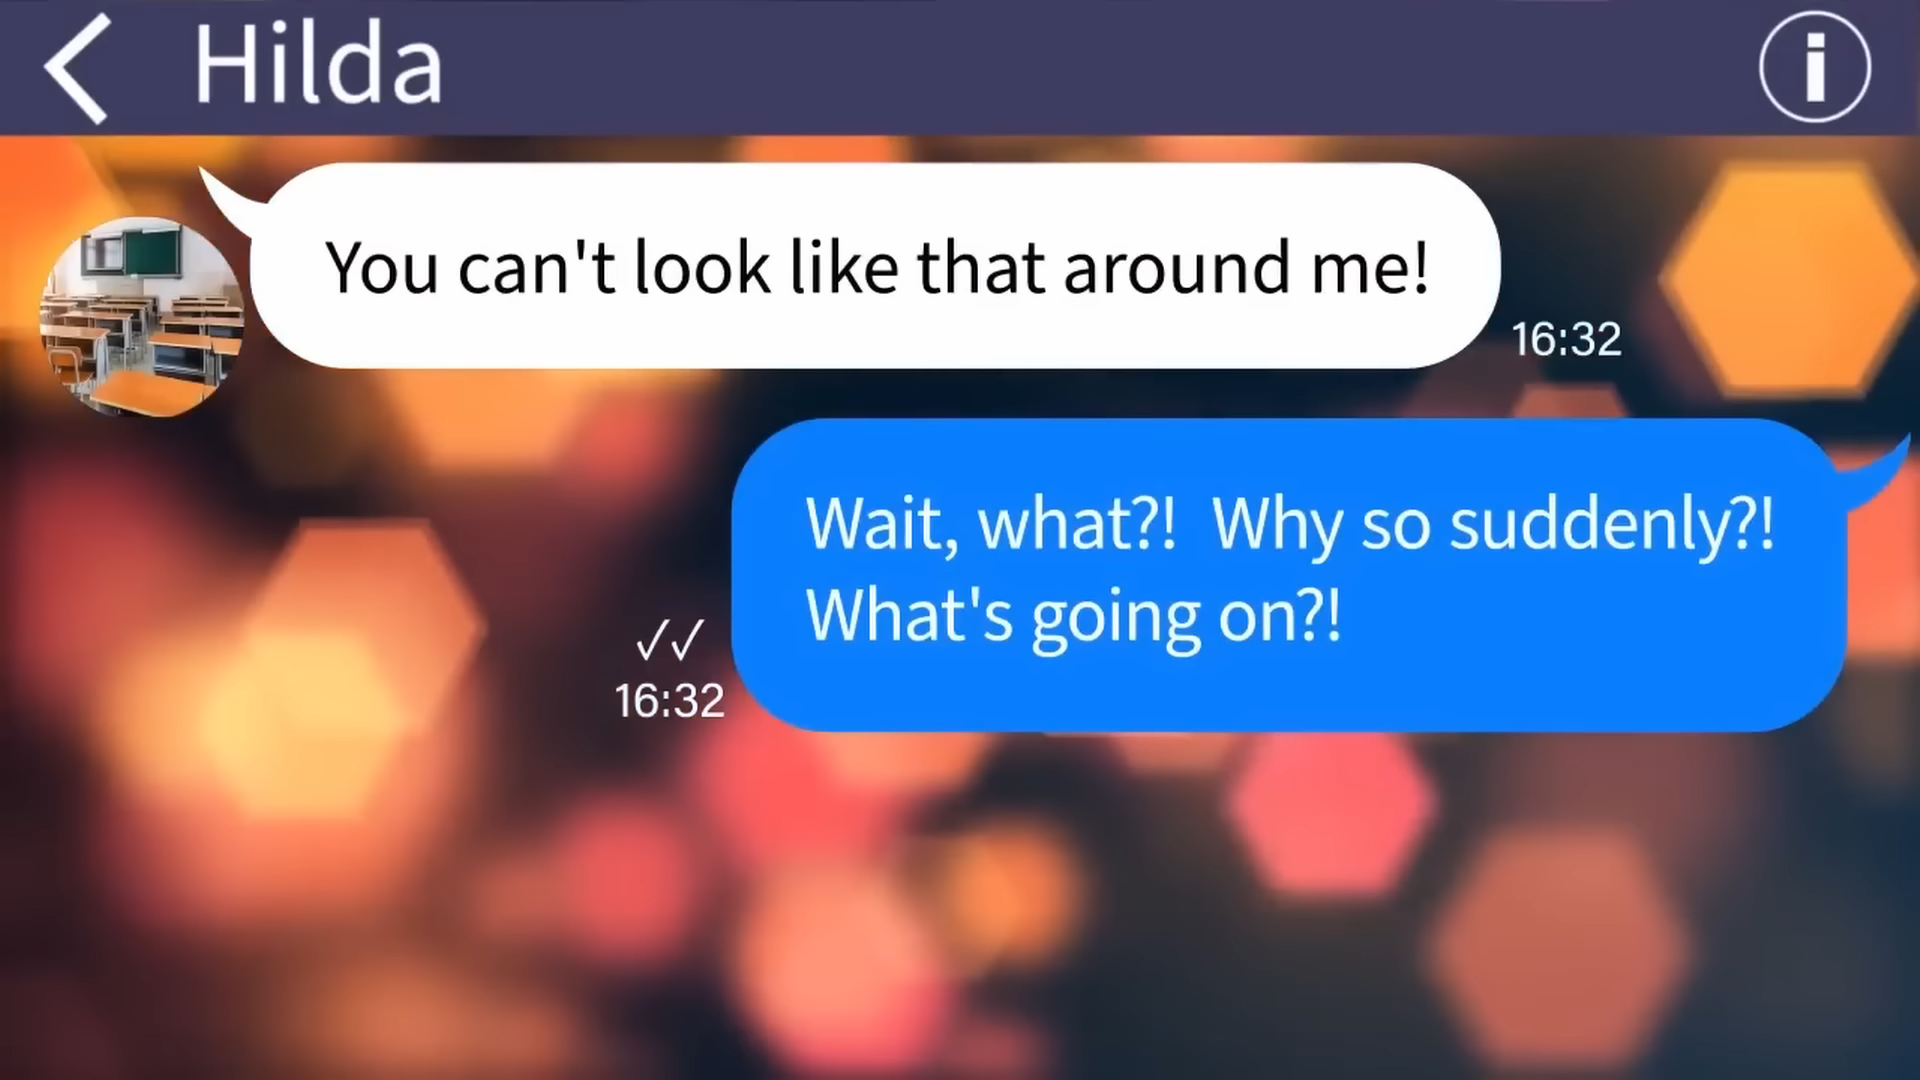 Hilda
You can't look like that around me!
16:32
Wait, what?!  Why so suddenly?!
What's going on?!
✓✓
16:32